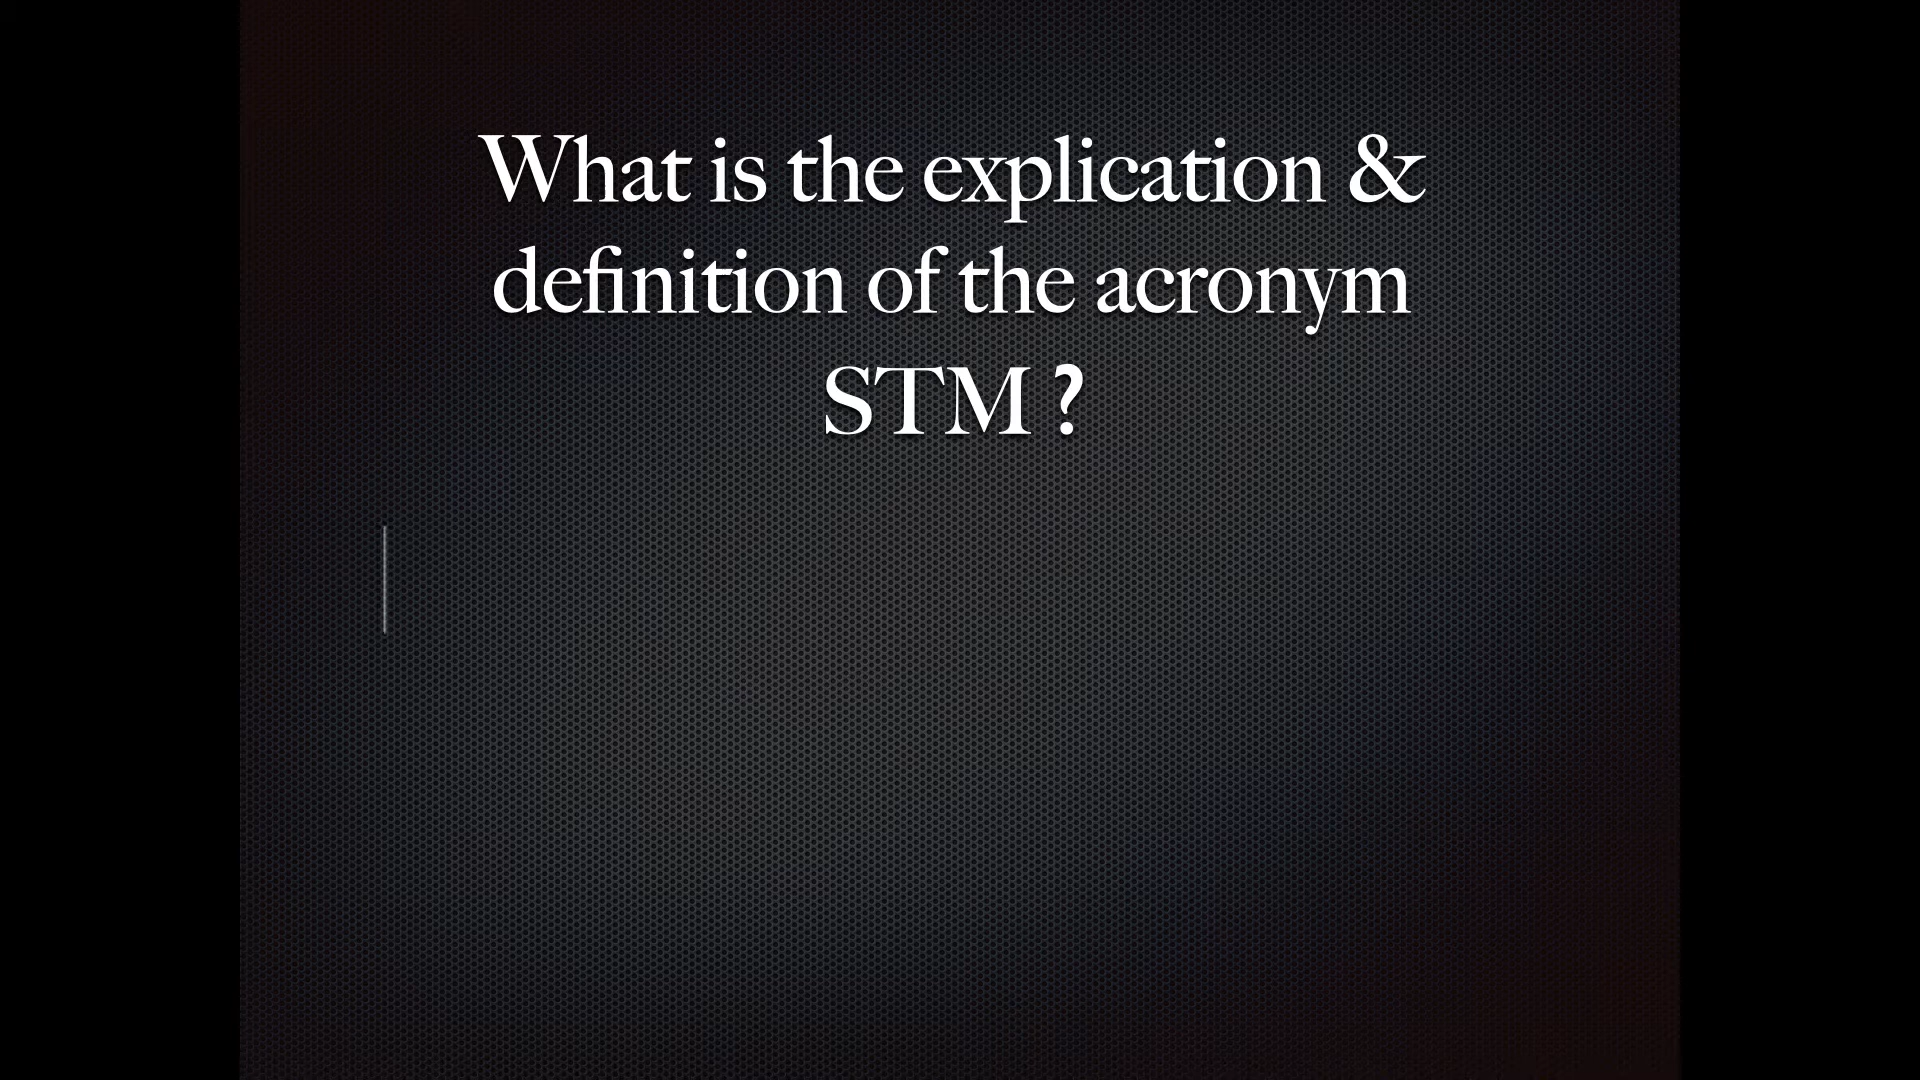 What is the explication &
definition of the acronym
STM ?